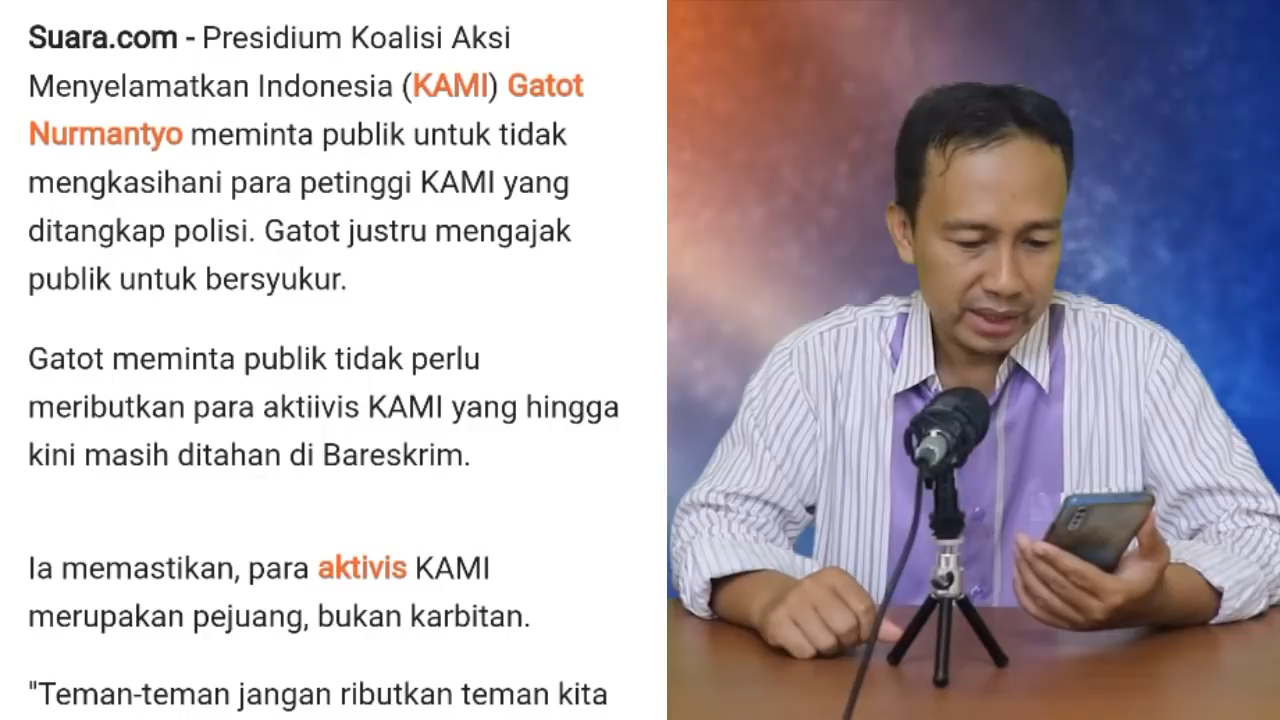 Suara.com - Presidium Koalisi Aksi
Menyelamatkan Indonesia (KAMI) Gatot
Nurmantyo meminta publik untuk tidak
mengkasihani para petinggi KAMI yang
ditangkap polisi. Gatot justru mengajak
publik untuk bersyukur.
Gatot meminta publik tidak perlu
meributkan para aktiivis KAMI yang hingga
kini masih ditahan di Bareskrim.
Ia memastikan, para aktivis KAMI
merupakan pejuang, bukan karbitan.
"Teman-teman jangan ributkan teman kita